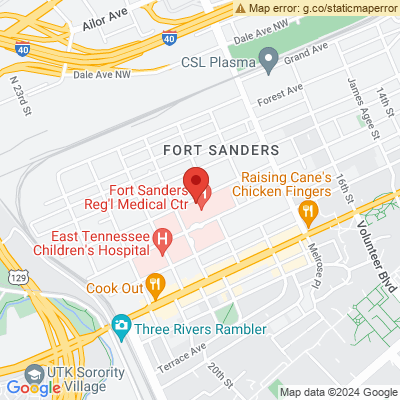 Map error: g.co/staticmaperror
Ailor Ave
40
40
40
Dale Ave NW
Grand Ave
CSL Plasma
Dale Ave NW
N 23rd St
Forest Ave
14th St
James Agee St
FORT SANDERS
Raising Cane's
Chicken Fingers
16th St
Fort Sanders
Reg'l Medical Ctr
East Tennessee
Children's Hospital
H
Melrose Pl
Volunteer Blvd
129
Cook Out
Three Rivers Rambler
Terrace Ave
20th St
UTK Sorority
Village
Google
Map data ©2024 Google